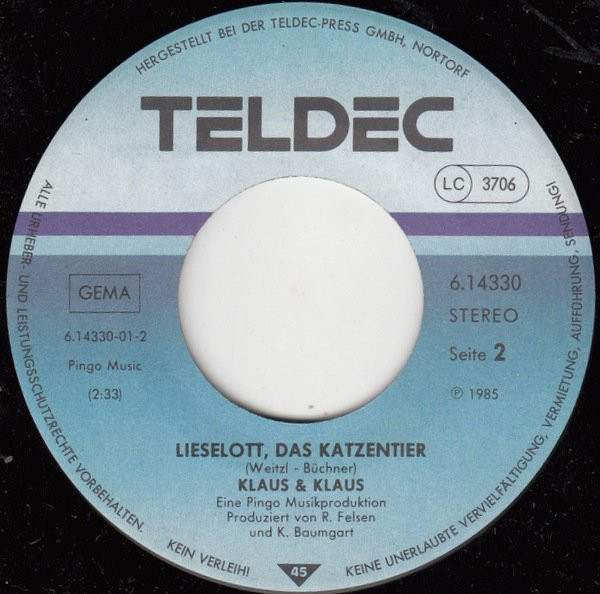 HERGESTELLT BEI DER TELDEC-PRESS GMBH, NORTORF
TELDEC
LC 3706
GEMA
6.14330-01-2
Pingo Music
(2:33)
6.14330
STEREO
Seite 2
℗ 1985
LIESELOTT, DAS KATZENTIER
(Weitzl - Büchner)
KLAUS & KLAUS
Eine Pingo Musikproduktion
Produziert von R. Felsen
und K. Baumgart
ALLE URHEBER- UND LEISTUNGSSCHUTZRECHTE VORBEHALTEN.
KEIN VERLEIH!
45
KEINE UNERLAUBTE VERVIELFÄLTIGUNG, VERMIETUNG, AUFFÜHRUNG, SENDUNG!